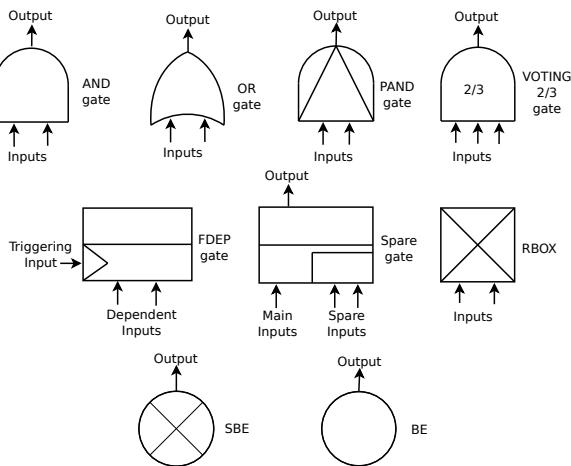 Output
AND
gate
Inputs
Output
OR
gate
Inputs
Output
PAND
gate
Inputs
Output
2/3
VOTING
2/3
gate
Inputs
Triggering
Input
FDEP
gate
Dependent
Inputs
Output
Spare
gate
Main
Inputs
Spare
Inputs
RBOX
Inputs
Output
SBE
Output
BE